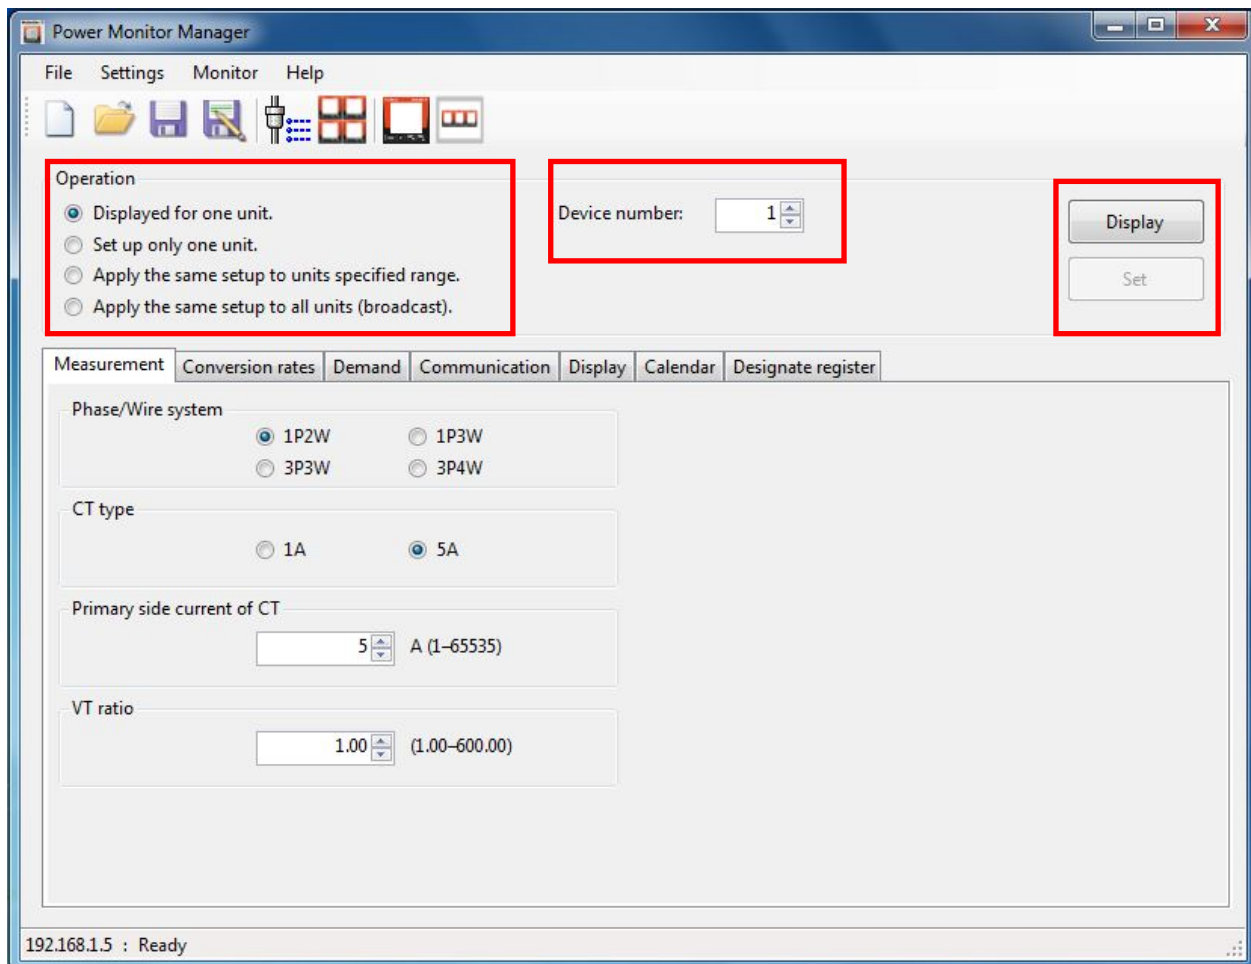 Power Monitor Manager
File Settings Monitor Help
Operation
Displayed for one unit.
Set up only one unit.
Apply the same setup to units specified range.
Apply the same setup to all units (broadcast).
Device number: 1
Display
Set
Measurement Conversion rates Demand Communication Display Calendar Designate register
Phase/Wire system
1P2W 1P3W
3P3W 3P4W
CT type
1A 5A
Primary side current of CT
5 A (1–65535)
VT ratio
1.00 (1.00–600.00)
192.168.1.5 : Ready